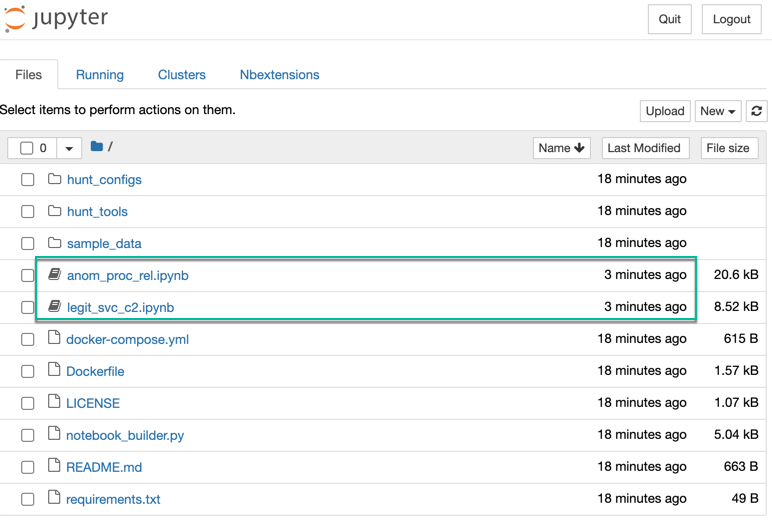 jupyter Quit Logout
Files Running Clusters Nbextensions
Select items to perform actions on them. Upload New
0 / Name Last Modified File size
hunt_configs 18 minutes ago
hunt_tools 18 minutes ago
sample_data 18 minutes ago
anom_proc_rel.ipynb 3 minutes ago 20.6 kB
legit_svc_c2.ipynb 3 minutes ago 8.52 kB
docker-compose.yml 18 minutes ago 615 B
Dockerfile 18 minutes ago 1.57 kB
LICENSE 18 minutes ago 1.07 kB
notebook_builder.py 18 minutes ago 5.04 kB
README.md 18 minutes ago 663 B
requirements.txt 18 minutes ago 49 B